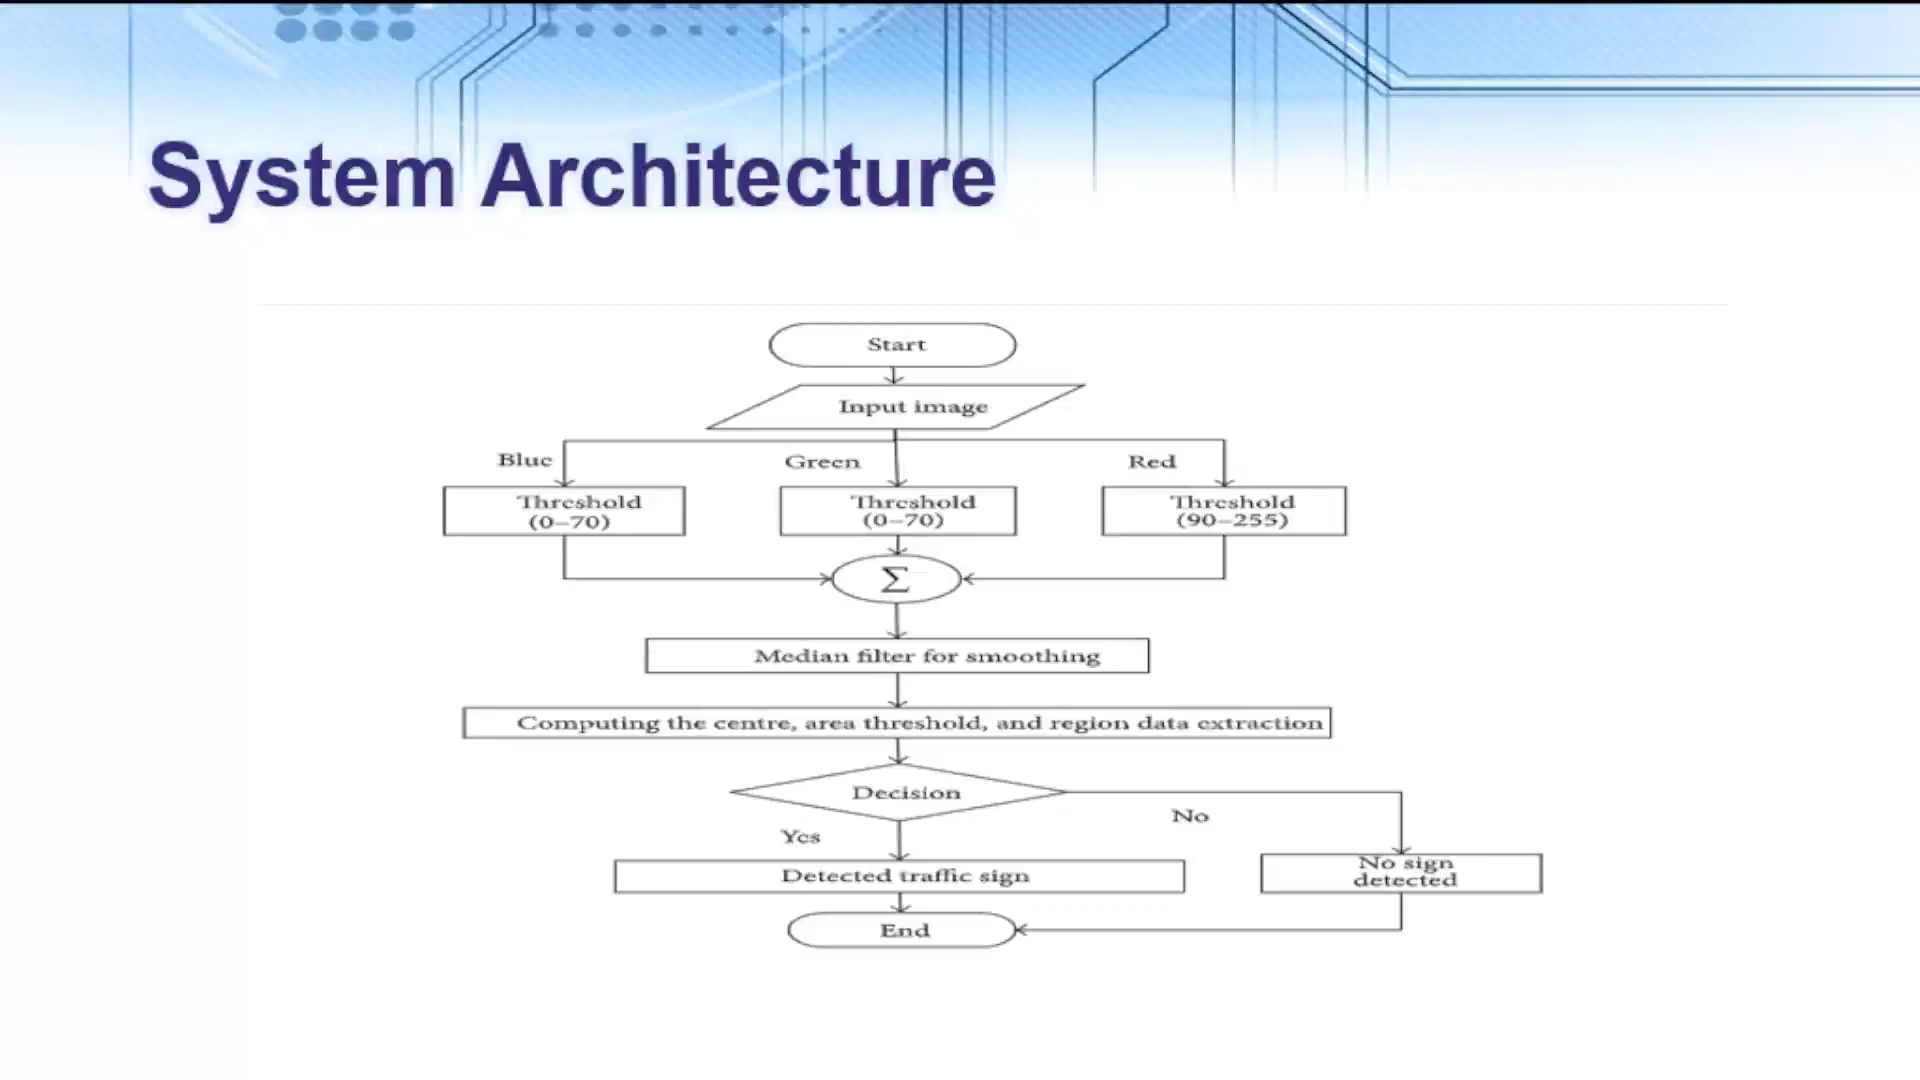 System Architecture
Start
Input image
Blue
Green
Red
Threshold
(0–70)
Threshold
(0–70)
Threshold
(90–255)
Σ
Median filter for smoothing
Computing the centre, area threshold, and region data extraction
Decision
No
Yes
Detected traffic sign
No sign
detected
End